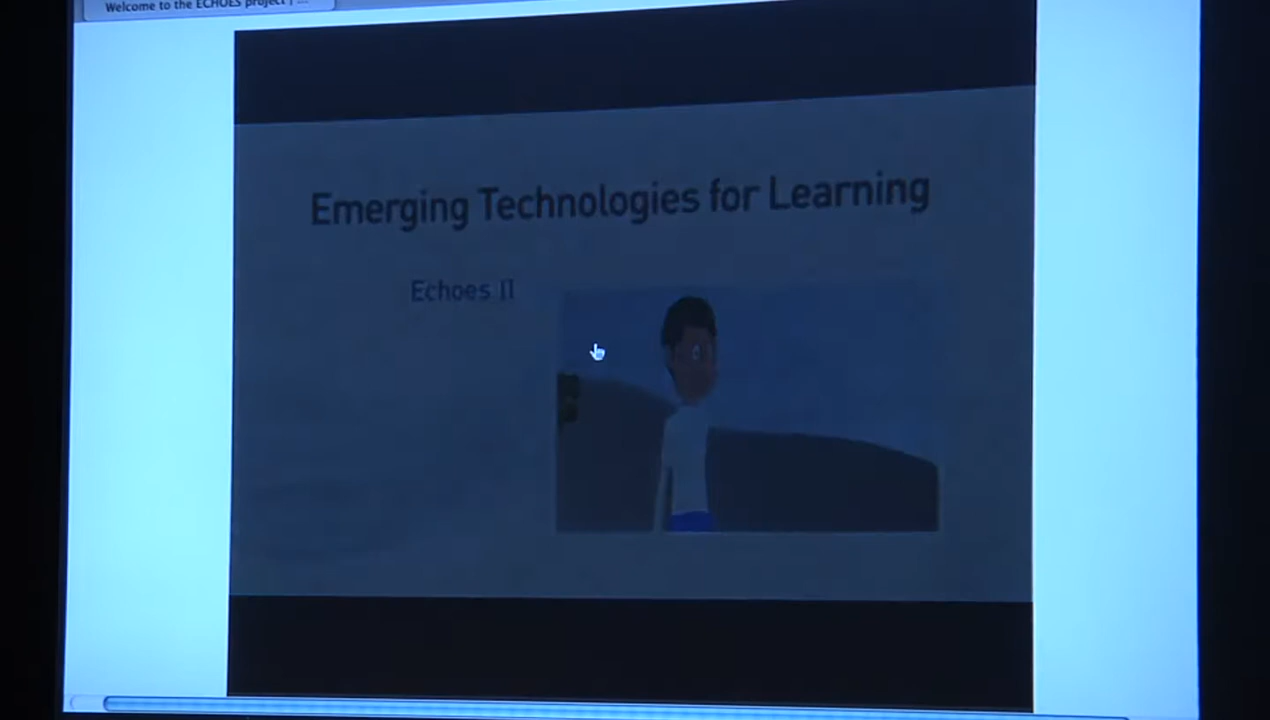 Welcome to the ECHOES project | ...
Emerging Technologies for Learning
Echoes II